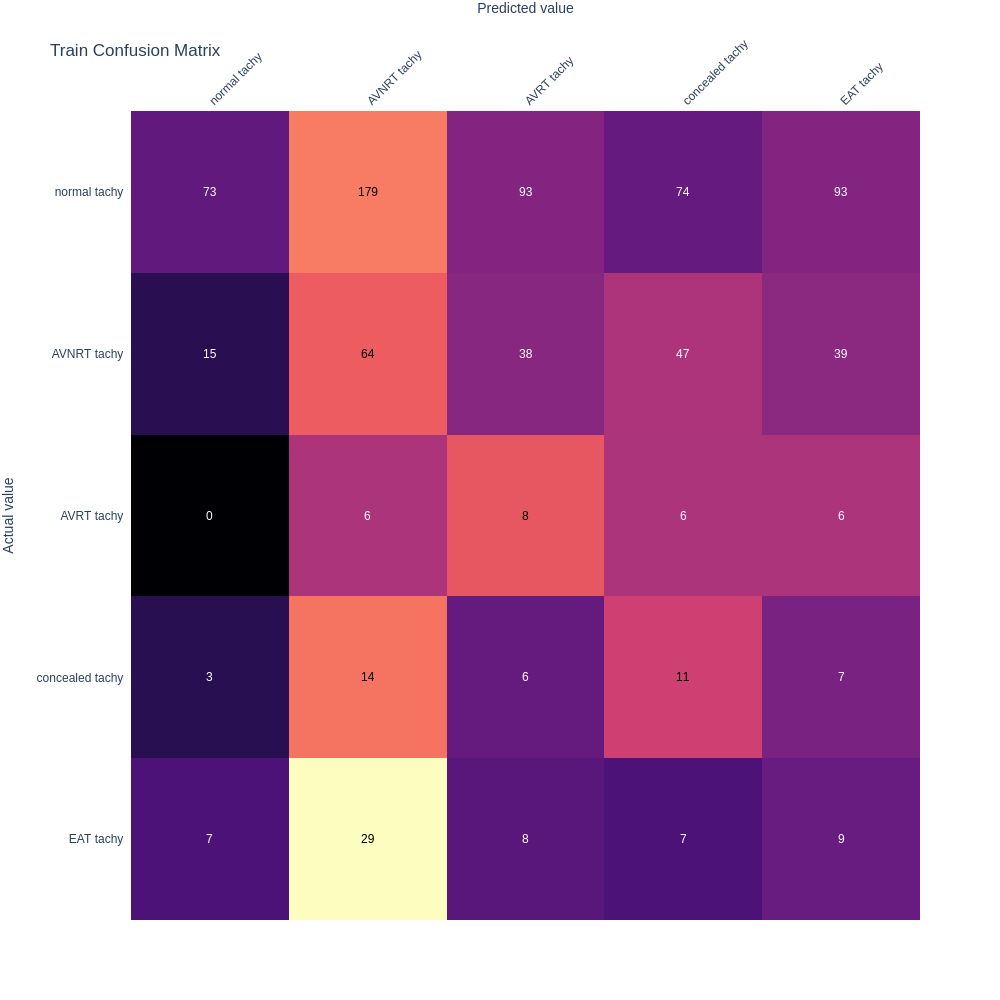 Predicted value
Train Confusion Matrix
normal tachy
AVNRT tachy
AVRT tachy
concealed tachy
EAT tachy
normal tachy 73 179 93 74 93
AVNRT tachy 15 64 38 47 39
AVRT tachy 0 6 8 6 6
concealed tachy 3 14 6 11 7
EAT tachy 7 29 8 7 9
Actual value